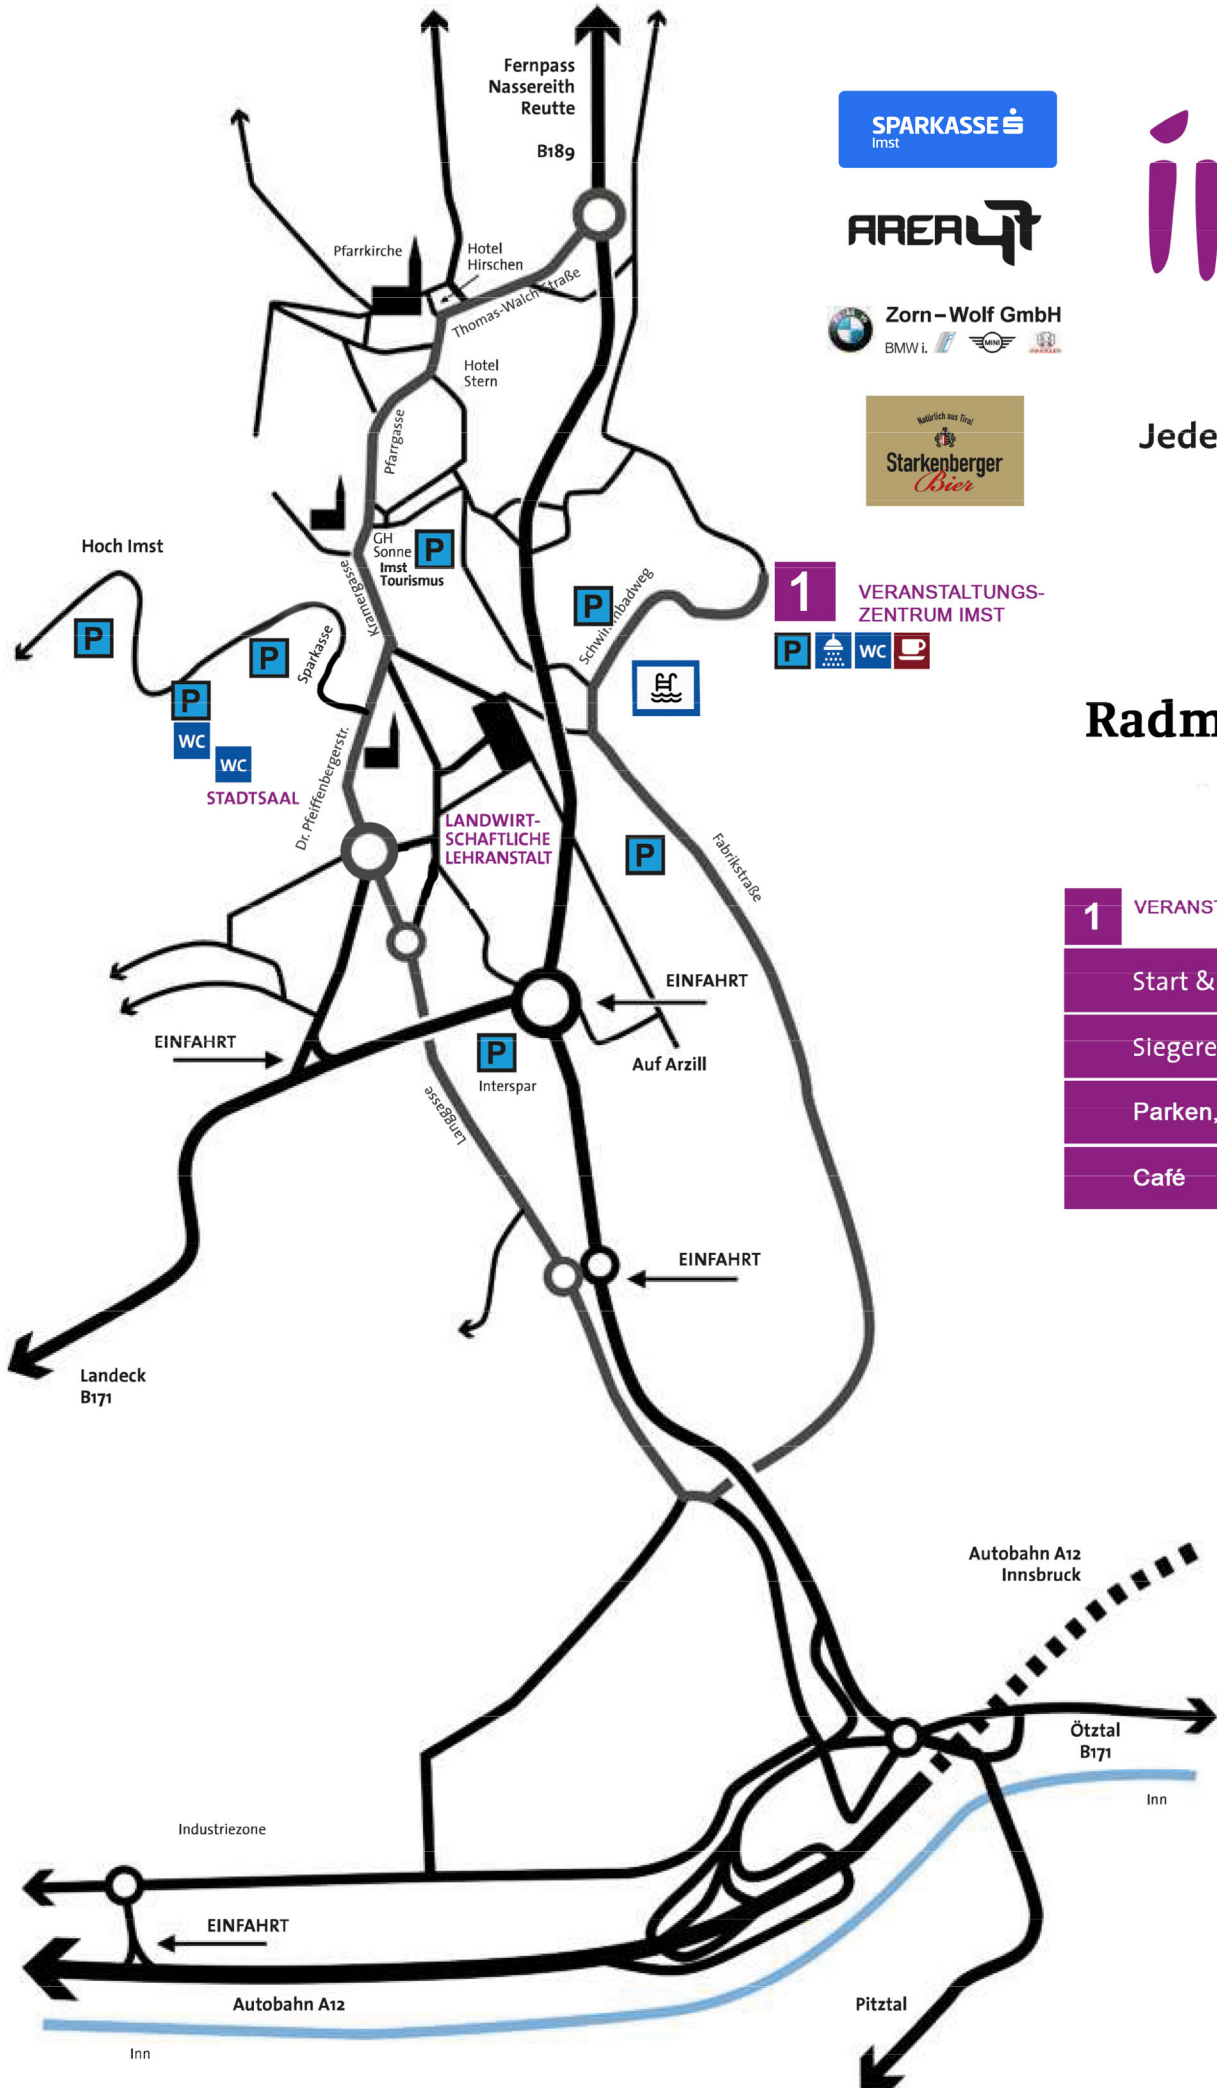 Fernpass
Nassereith
Reutte
B189
SPARKASSE
Imst
AREA47
Pfarrkirche
Hotel
Hirschen
Thomas-Walch-Straße
Zorn–Wolf GmbH
BMW i.
MINI
Hotel
Stern
Pfarrgasse
Natürlich aus Tirol
Starkenberger
Bier
Jede
Hoch Imst
GH
Sonne
Imst
Tourismus
P
Kramergasse
P
1
VERANSTALTUNGS-
ZENTRUM IMST
P
WC
P
P
Sparkasse
P
WC
WC
STADTSAAL
Dr. Pfeiffenbergerstr.
Radm
LANDWIRT-
SCHAFTLICHE
LEHRANSTALT
P
Fabrikstraße
1
VERANST
Start &
Siegere
Parken,
Café
EINFAHRT
EINFAHRT
P
Interspar
Auf Arzill
Langgasse
EINFAHRT
Landeck
B171
Autobahn A12
Innsbruck
Ötztal
B171
Inn
Industriezone
EINFAHRT
Autobahn A12
Pitztal
Inn